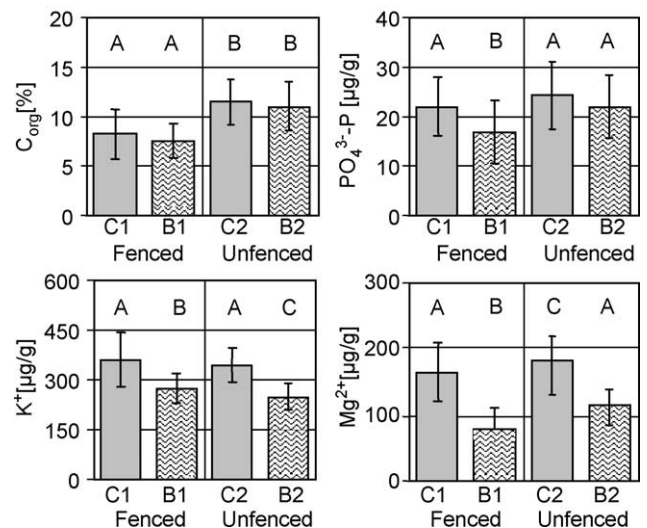 20
15
10
5
0
C_org[%]
A A B B
C1 B1 C2 B2
Fenced Unfenced
40
30
20
10
0
PO₄³⁻-P [µg/g]
A B A A
C1 B1 C2 B2
Fenced Unfenced
600
450
300
150
0
K⁺[µg/g]
A B A C
C1 B1 C2 B2
Fenced Unfenced
300
200
100
0
Mg²⁺[µg/g]
A B C A
C1 B1 C2 B2
Fenced Unfenced